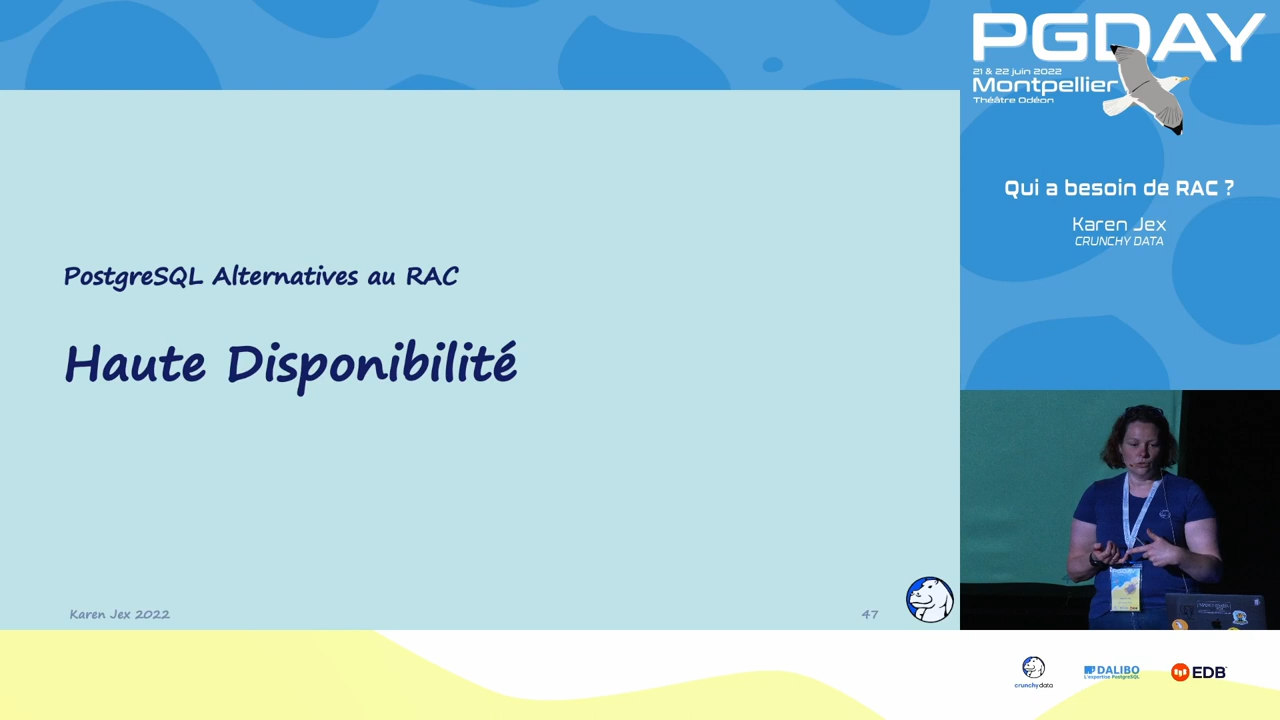 PostgreSQL Alternatives au RAC
Haute Disponibilité
Karen Jex 2022
47
PGDAY
21 & 22 juin 2022
Montpellier
Théâtre Odéon
Qui a besoin de RAC ?
Karen Jex
CRUNCHY DATA
crunchydata
DALIBO
L'expertise PostgreSQL
EDB